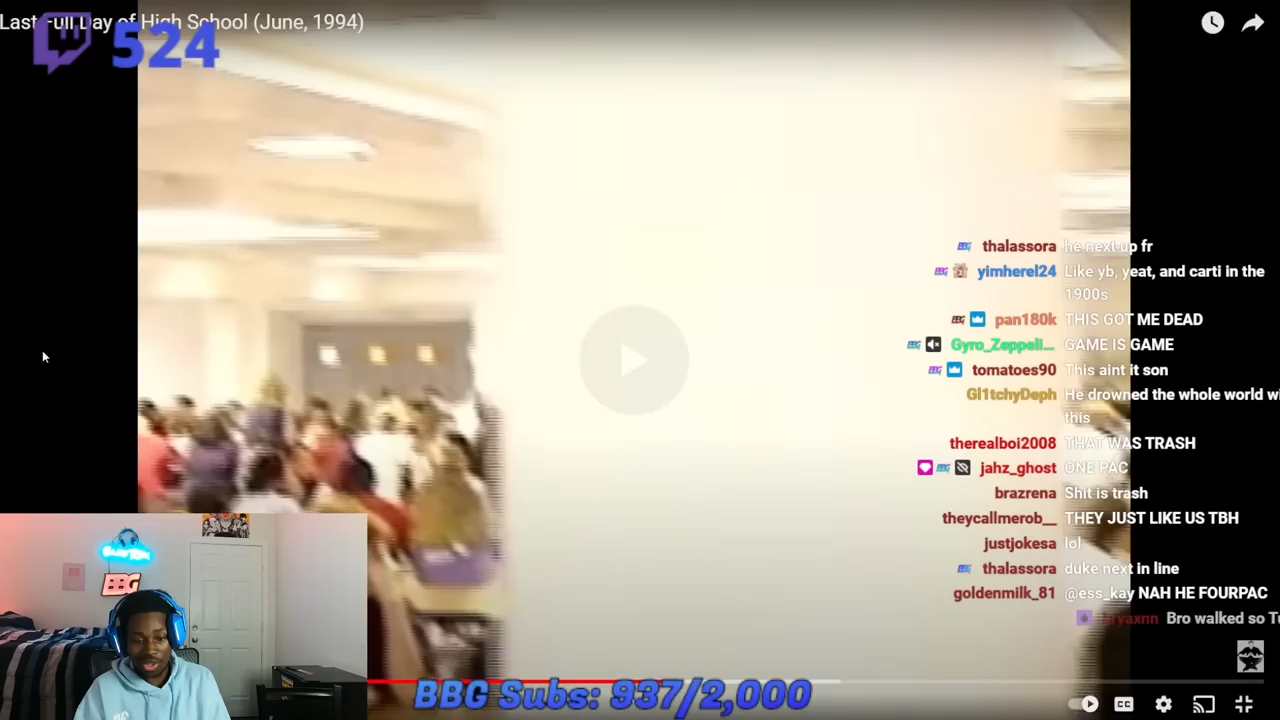 Last Full Day of High School (June, 1994)
524
thalassora he next up fr
yimherel24 Like yb, yeat, and carti in the
1900s
pan180k THIS GOT ME DEAD
Gyro_Zeppeli... GAME IS GAME
tomatoes90 This aint it son
Gl1tchyDeph He drowned the whole world wi
this
therealboi2008 THAT WAS TRASH
jahz_ghost ONE PAC
brazrena Shit is trash
theycallmerob__ THEY JUST LIKE US TBH
justjokesa lol
thalassora duke next in line
goldenmilk_81 @ess_kay NAH HE FOURPAC
Bro walked so Tu
BBG
BBG Subs: 937/2,000
CC